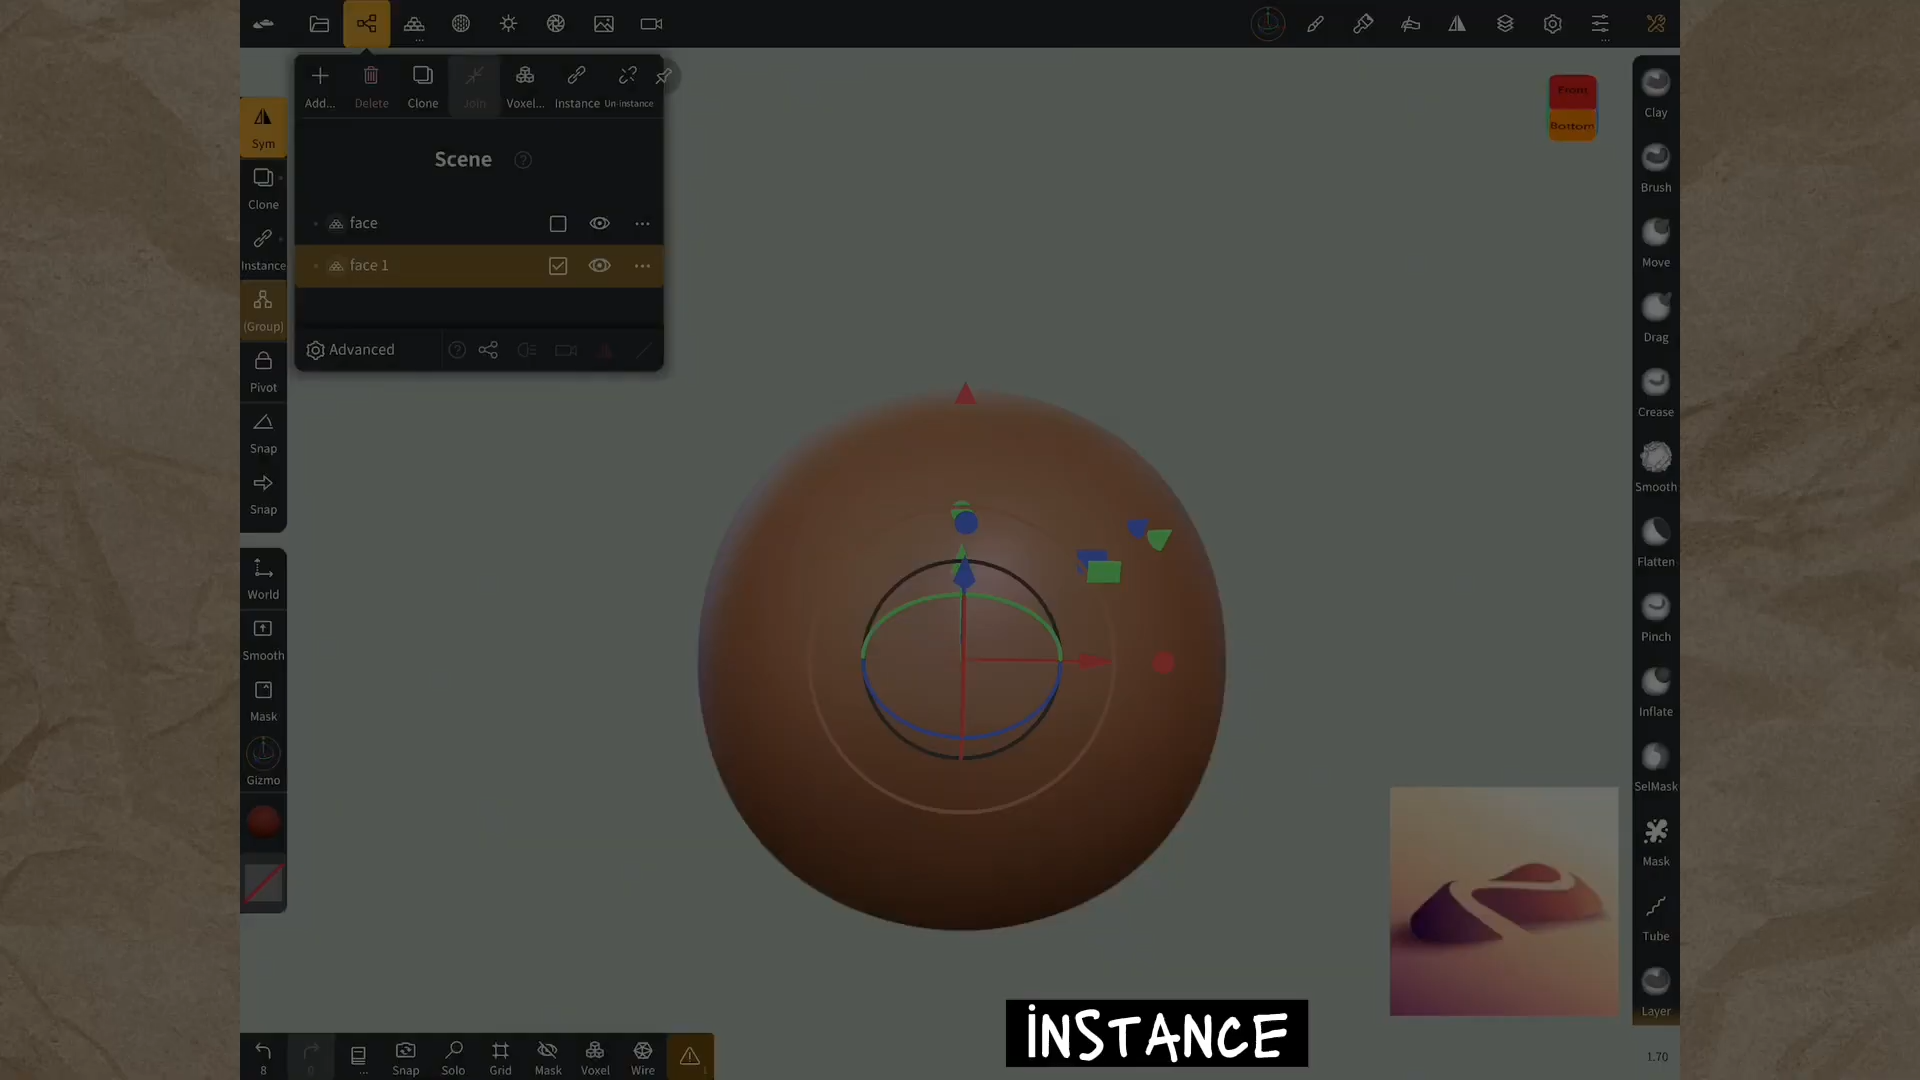 Add...
Delete
Clone
Join
Voxel...
Instance
Un-instance
Scene
?
face
face 1
Advanced
?
Sym
Clone
Instance
(Group)
Pivot
Snap
Snap
World
Smooth
Mask
Gizmo
Front
Bottom
Clay
Brush
Move
Drag
Crease
Smooth
Flatten
Pinch
Inflate
SelMask
Mask
Tube
Layer
1.70
8
0
...
Snap
Solo
Grid
Mask
Voxel
Wire
iNSTANCE